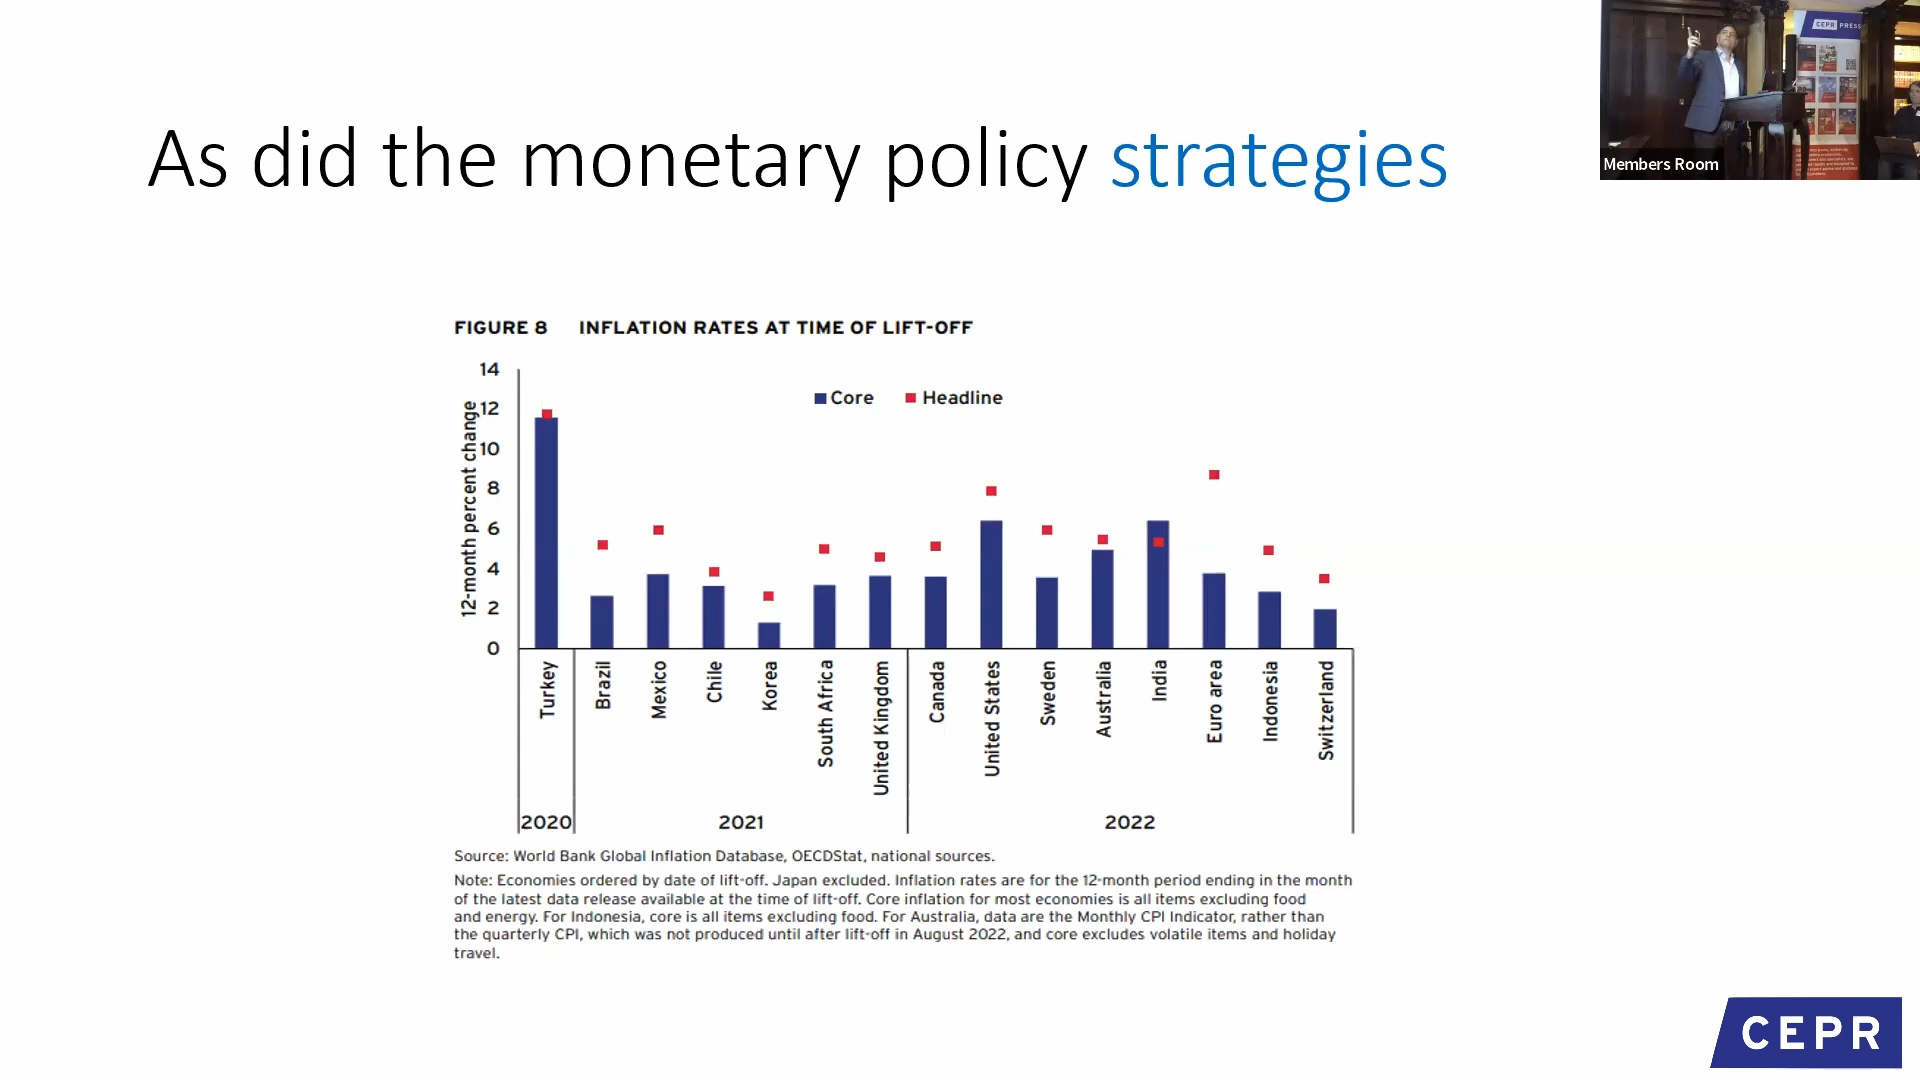 As did the monetary policy strategies
CEPR PRESS
Members Room
FIGURE 8 INFLATION RATES AT TIME OF LIFT-OFF
14
12
10
8
6
4
2
0
12-month percent change
Core
Headline
Turkey
Brazil
Mexico
Chile
Korea
South Africa
United Kingdom
Canada
United States
Sweden
Australia
India
Euro area
Indonesia
Switzerland
2020
2021
2022
Source: World Bank Global Inflation Database, OECDStat, national sources.
Note: Economies ordered by date of lift-off. Japan excluded. Inflation rates are for the 12-month period ending in the month
of the latest data release available at the time of lift-off. Core inflation for most economies is all items excluding food
and energy. For Indonesia, core is all items excluding food. For Australia, data are the Monthly CPI Indicator, rather than
the quarterly CPI, which was not produced until after lift-off in August 2022, and core excludes volatile items and holiday
travel.
CEPR